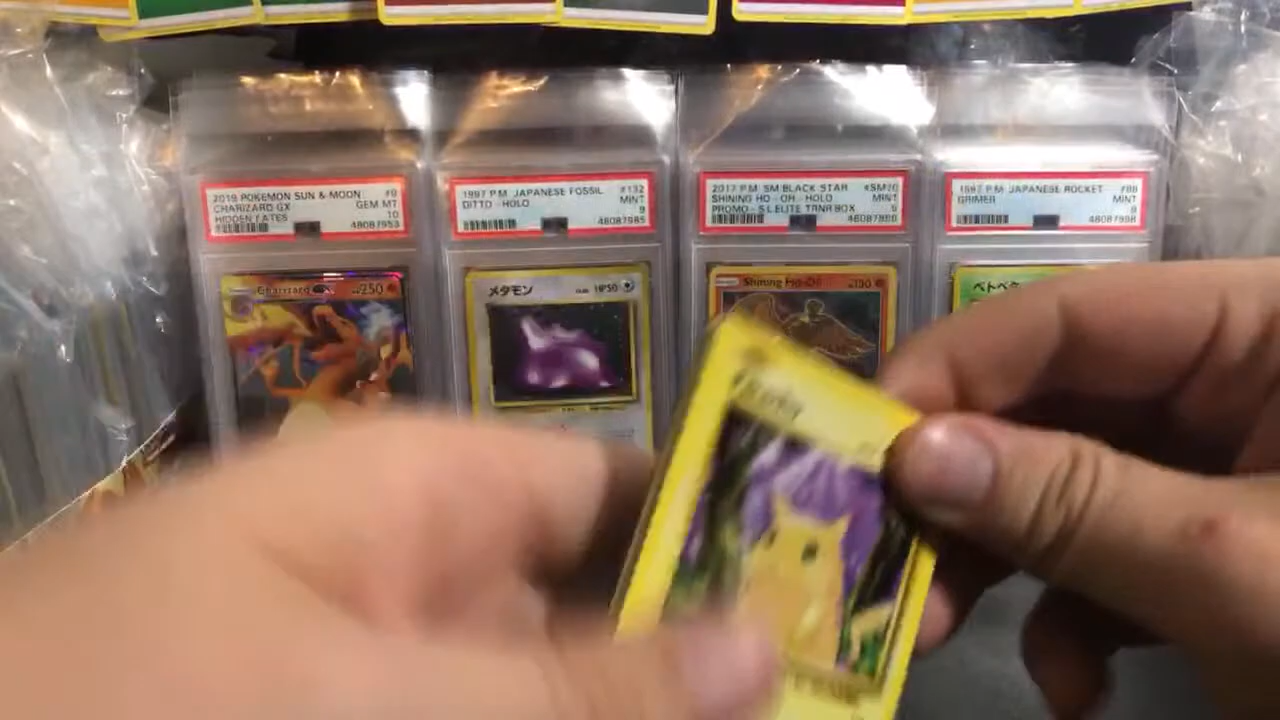 2019 POKEMON SUN & MOON #9
CHARIZARD GX GEM MT
HIDDEN FATES 10
48087953
1997 P.M. JAPANESE FOSSIL #132
DITTO - HOLO MINT
9
48087985
2017 P.M. SM BLACK STAR #SM70
SHINING HO-OH - HOLO MINT
PROMO - S.L ELITE TRNR BOX 9
1997 P.M. JAPANESE ROCKET #88
GRIMER MINT
9
48087998
Charizard GX 250
メタモン HP50
Shining Ho-Oh 130
ベトベタ